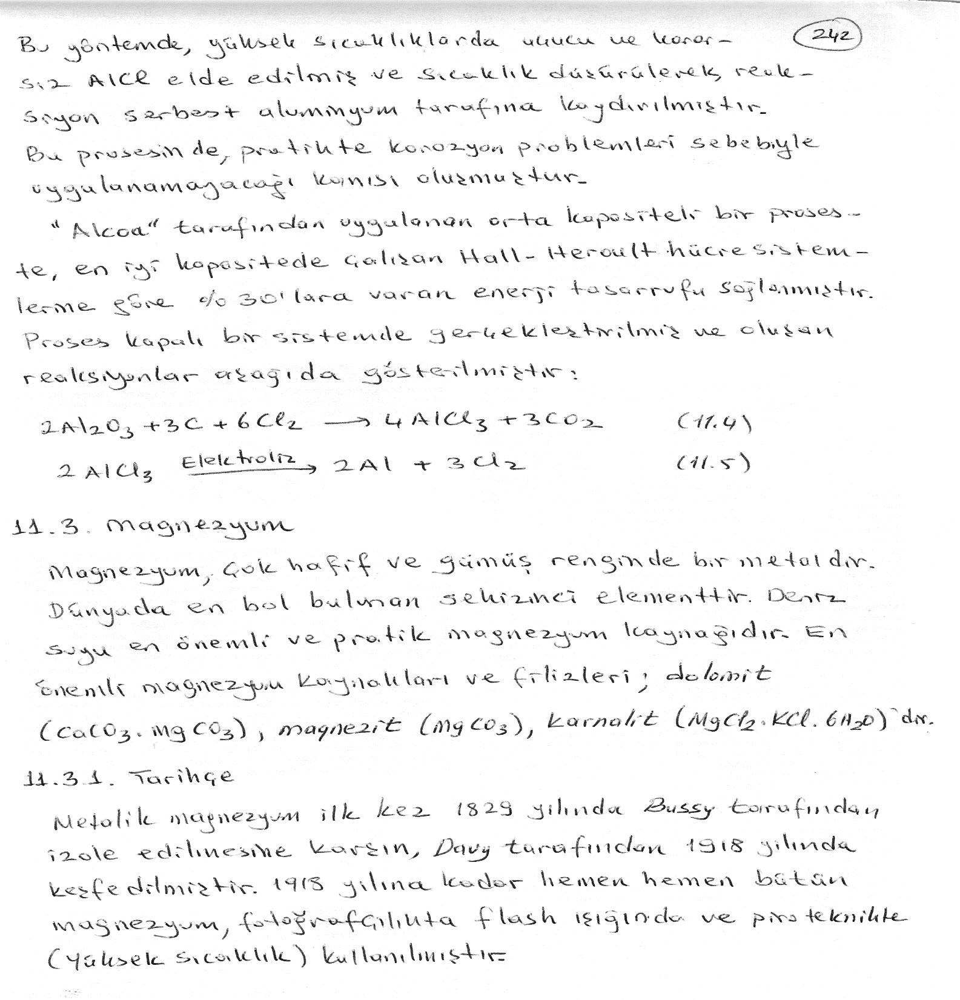 242
Bu yöntemde, yüksek sıcaklıklarda uçucu ve karar-
sız AlCl elde edilmiş ve sıcaklık düşürülerek, reak-
siyon serbest aluminyum tarafına kaydırılmıştır.
Bu prosesin de, pratikte korozyon problemleri sebebiyle
uygulanamayacağı kanısı oluşmuştur.
"Alcoa" tarafından uygulanan orta kapasiteli bir proses-
te, en iyi kapasitede çalışan Hall-Heroult hücre sistem-
lerine göre %30'lara varan enerji tasarrufu sağlanmıştır.
Proses kapalı bir sistemde gerçekleştirilmiş ve oluşan
reaksiyonlar aşağıda gösterilmiştir:
2Al₂O₃ + 3C + 6Cl₂ → 4AlCl₃ + 3CO₂ (11.4)
2AlCl₃ Elektroliz → 2Al + 3Cl₂ (11.5)
11.3. Magnezyum
Magnezyum, çok hafif ve gümüş renginde bir metaldir.
Dünyada en bol bulunan sekizinci elementtir. Deniz
suyu en önemli ve pratik magnezyum kaynağıdır. En
önemli magnezyum kaynakları ve filizleri; dolomit
(CaCO₃.MgCO₃), magnezit (MgCO₃), karnalit (MgCl₂.KCl.6H₂O)'dır.
11.3.1. Tarihçe
Metalik magnezyum ilk kez 1829 yılında Bussy tarafından
izole edilmesine karşın, Davy tarafından 1918 yılında
keşfedilmiştir. 1918 yılına kadar hemen hemen bütün
magnezyum, fotoğrafçılıkta flash ışığında ve piroteknikte
(Yüksek sıcaklık) kullanılmıştır.